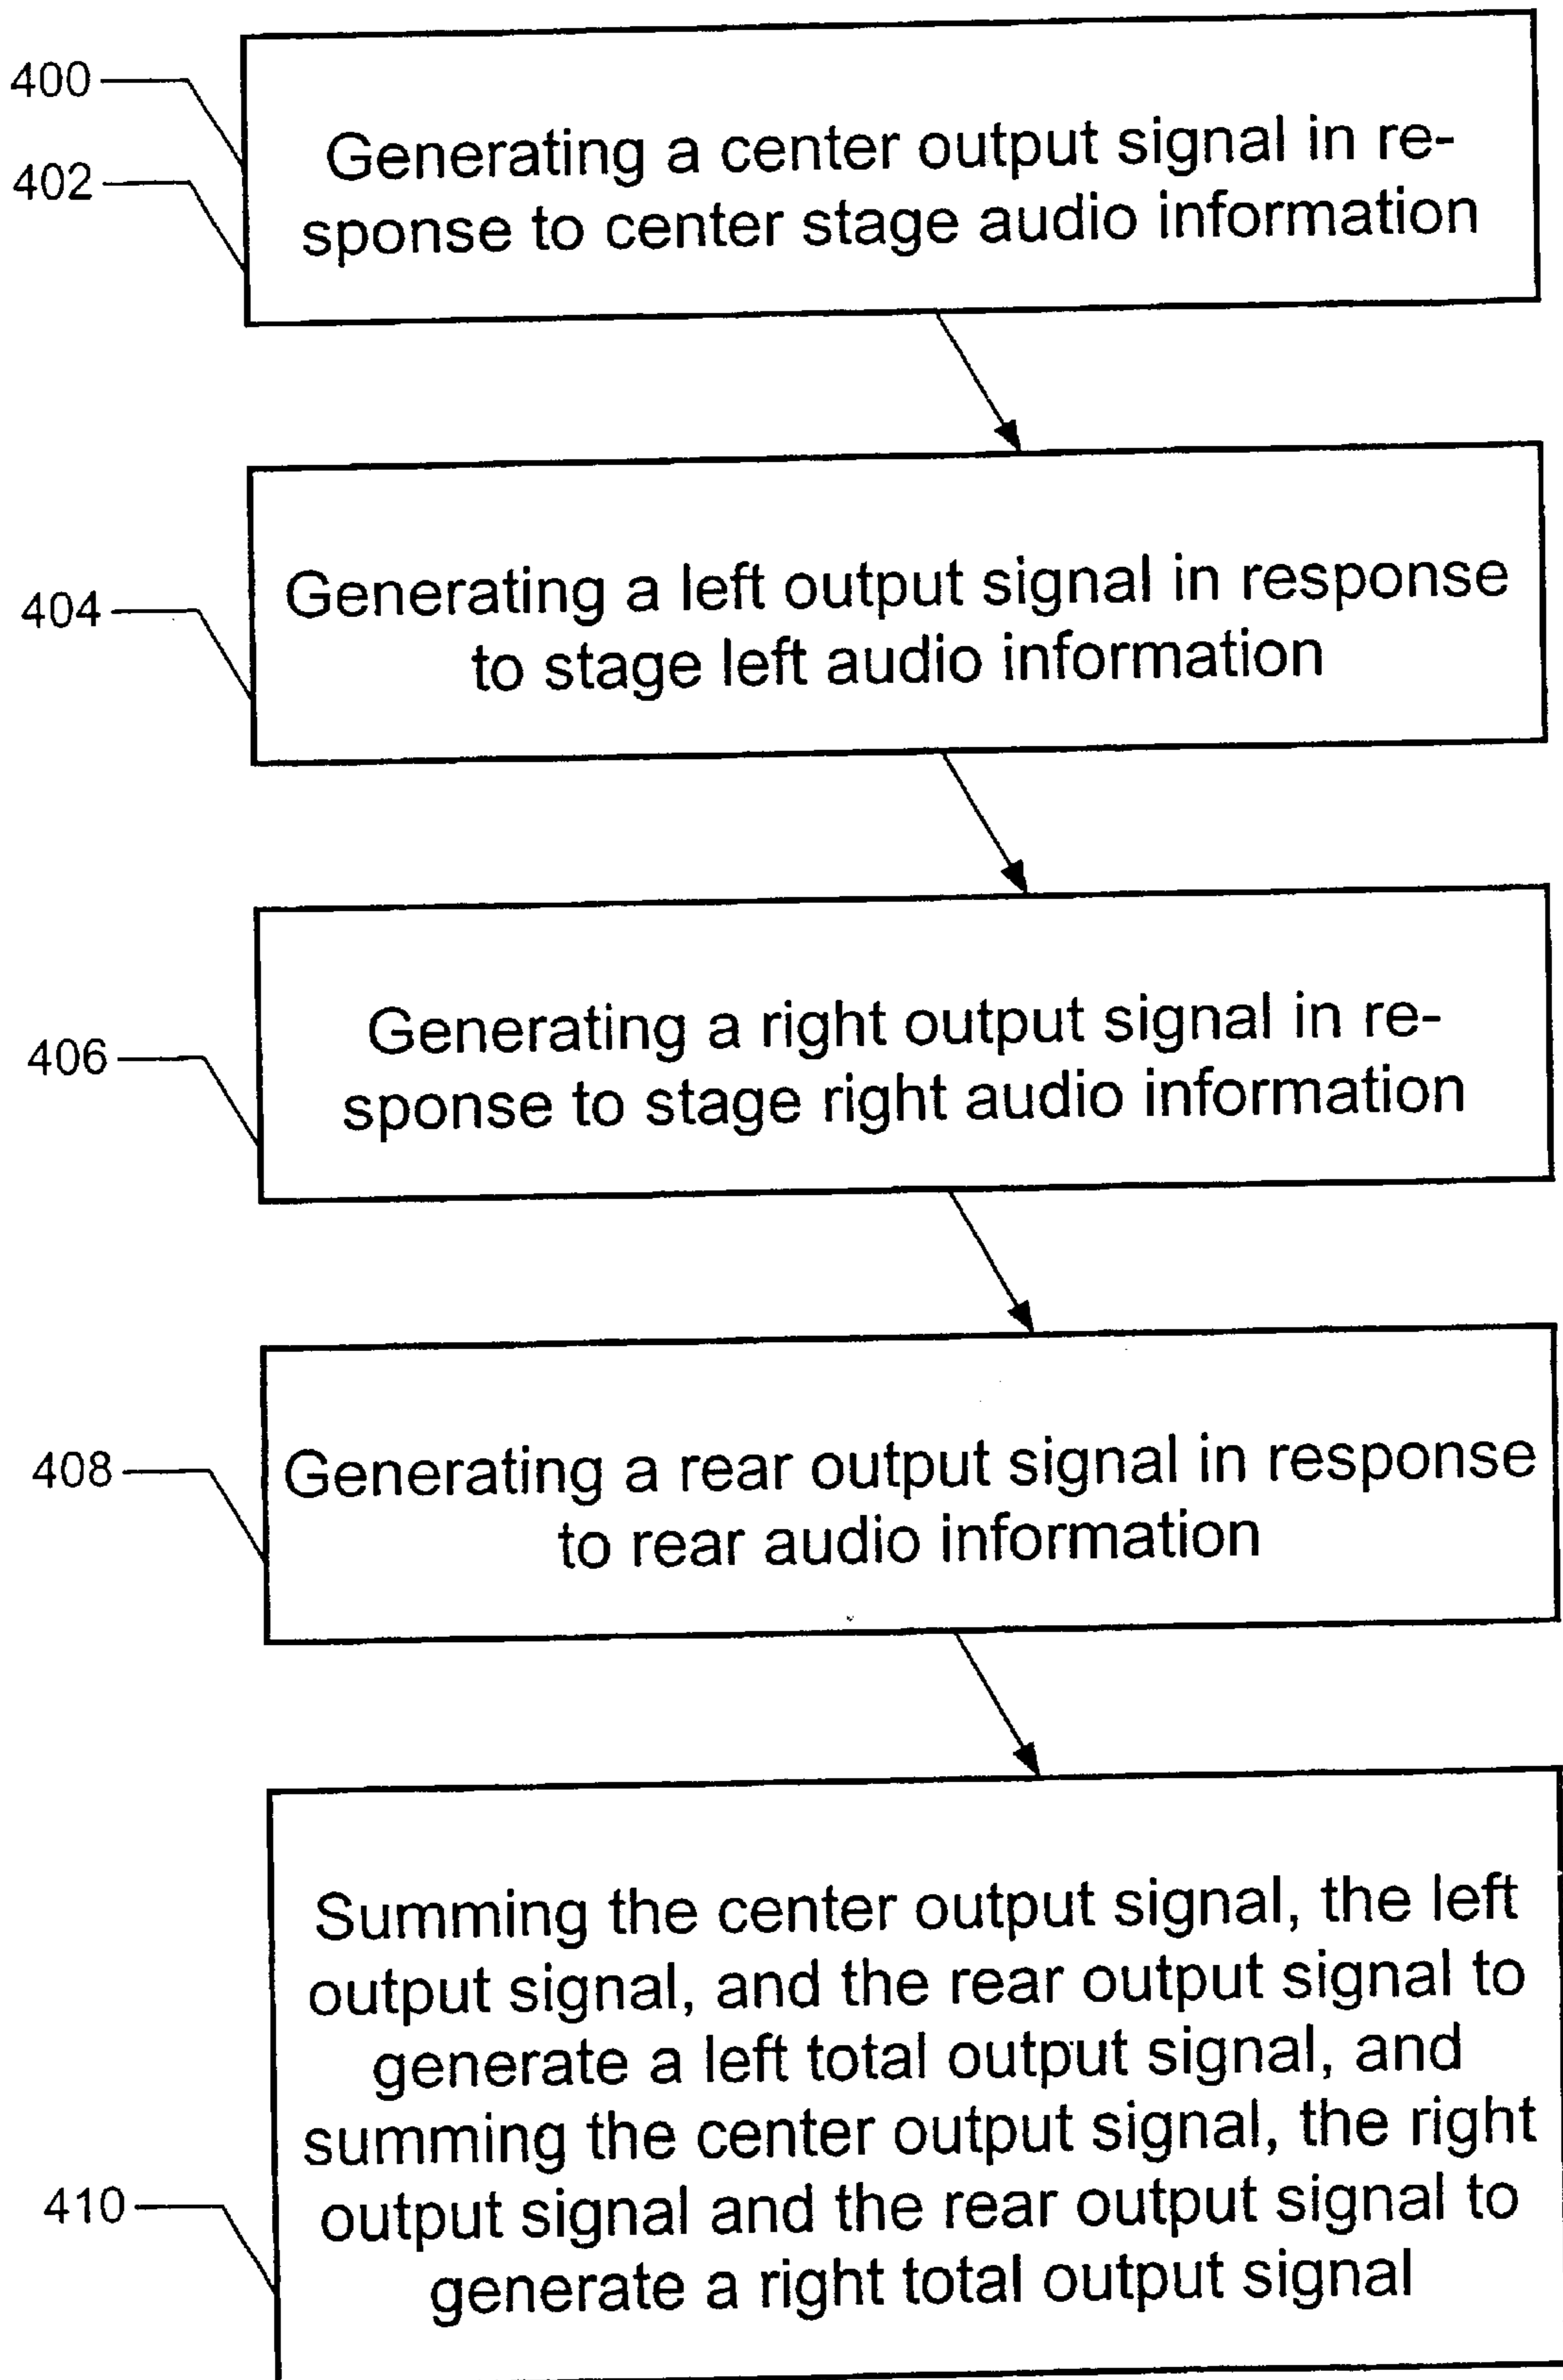 400
402
Generating a center output signal in re-
sponse to center stage audio information
404
Generating a left output signal in response
to stage left audio information
406
Generating a right output signal in re-
sponse to stage right audio information
408
Generating a rear output signal in response
to rear audio information
410
Summing the center output signal, the left
output signal, and the rear output signal to
generate a left total output signal, and
summing the center output signal, the right
output signal and the rear output signal to
generate a right total output signal